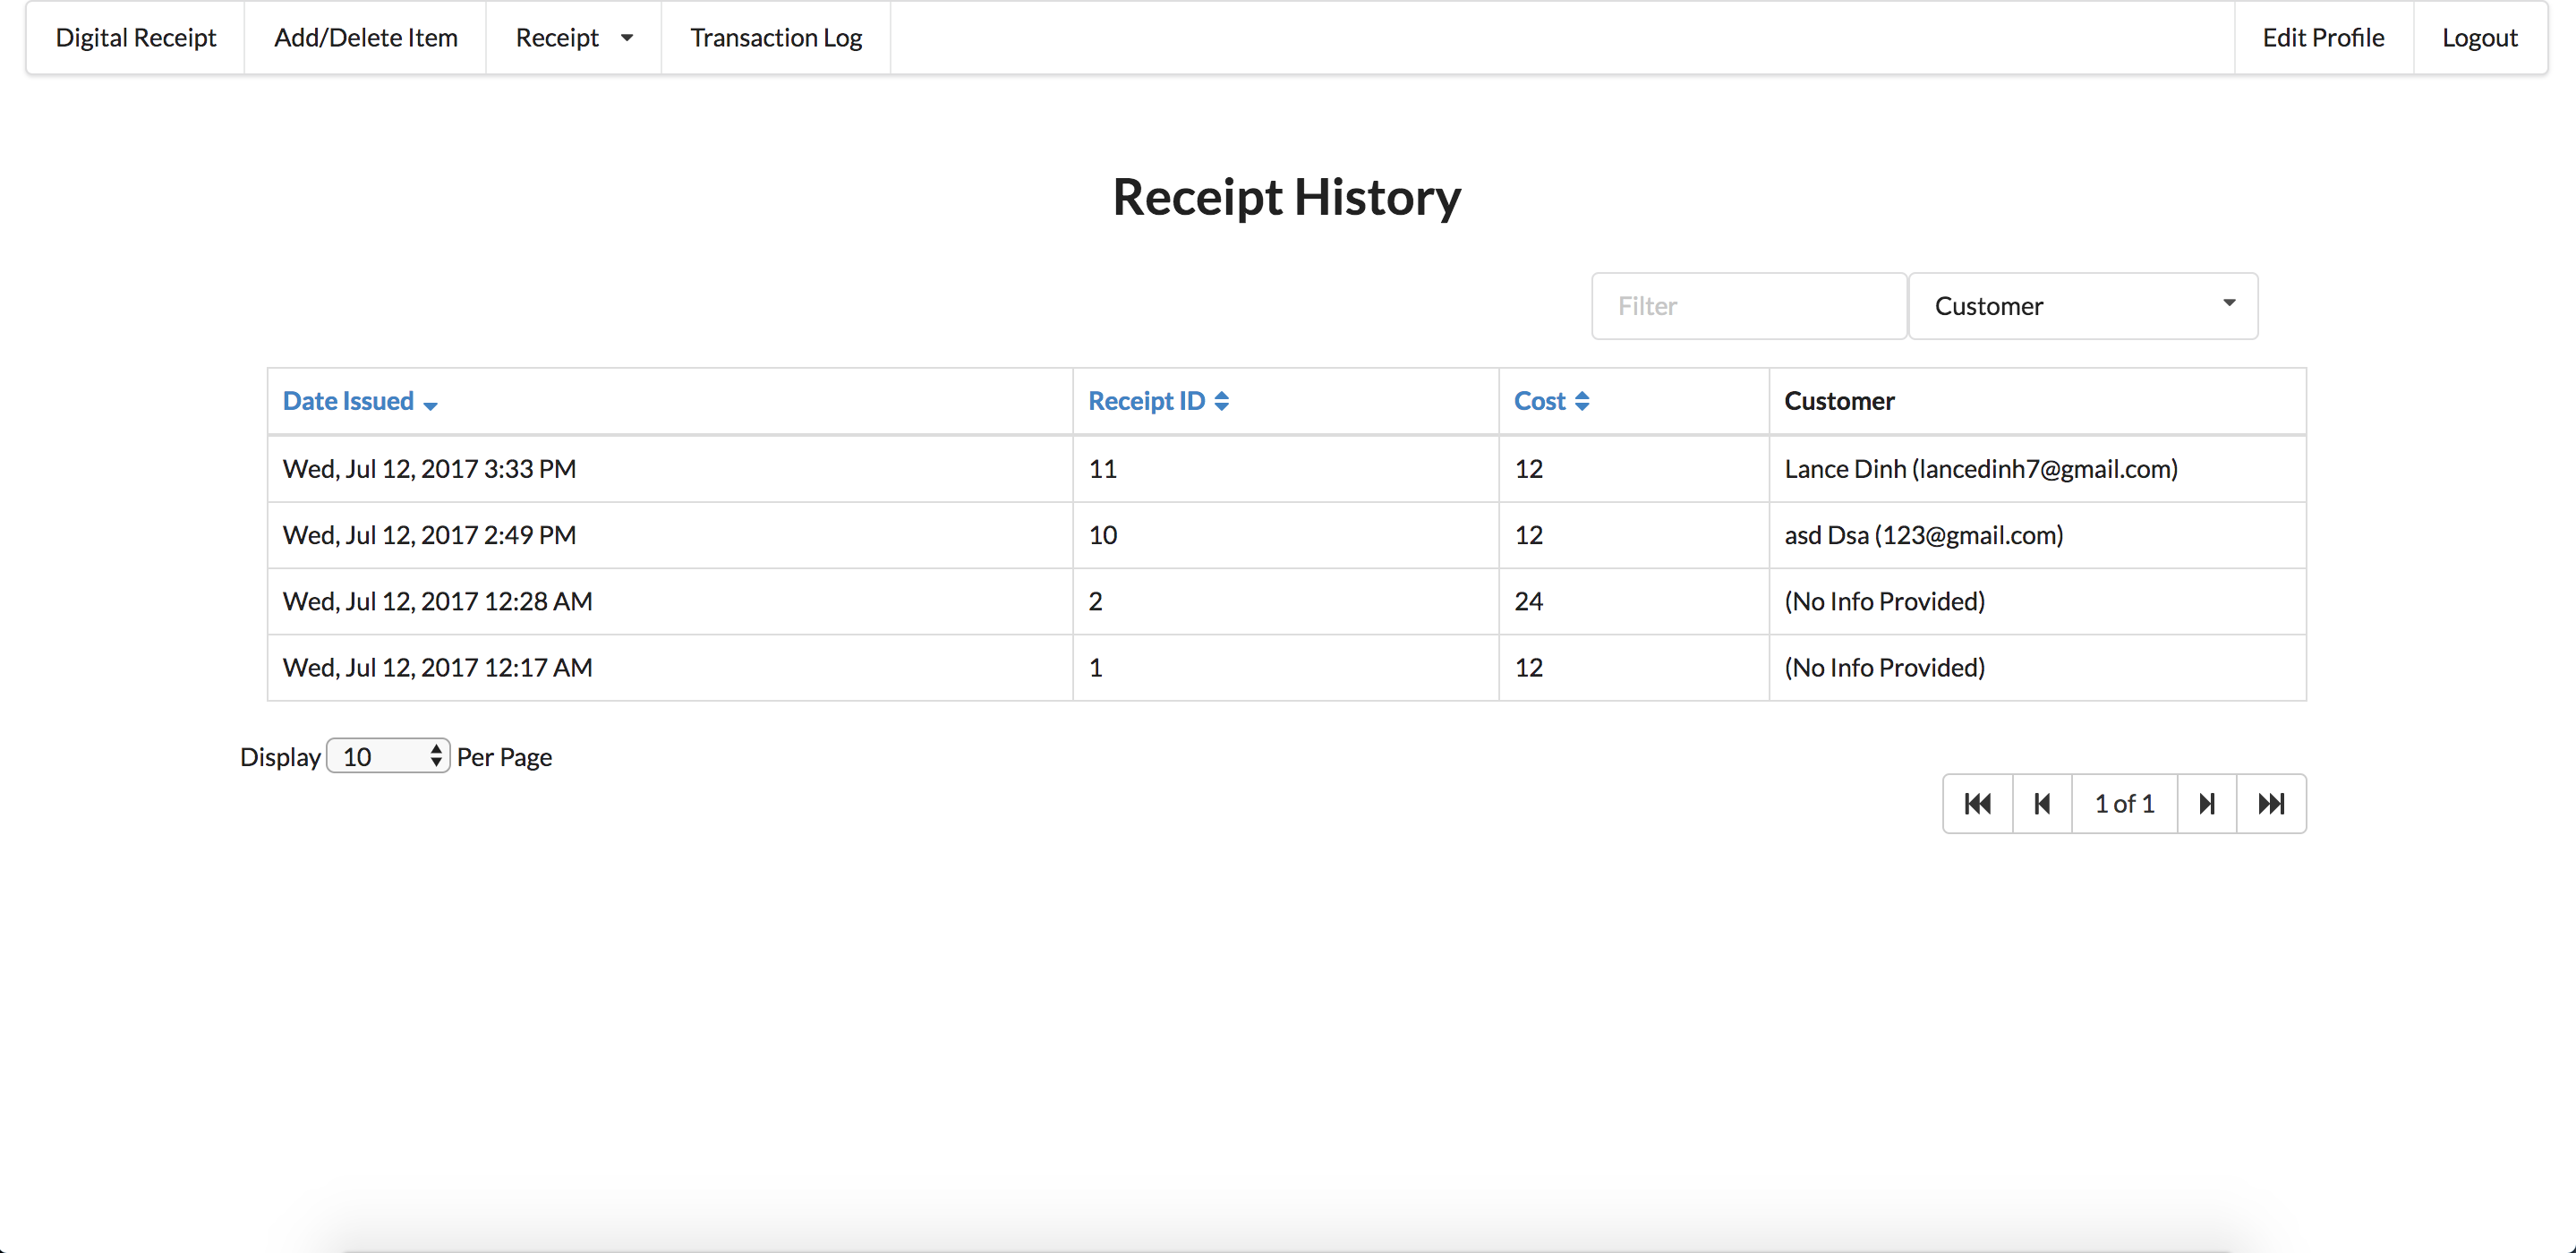 Digital Receipt Add/Delete Item Receipt Transaction Log Edit Profile Logout
Receipt History
Filter Customer
Date Issued Receipt ID Cost Customer
Wed, Jul 12, 2017 3:33 PM 11 12 Lance Dinh (lancedinh7@gmail.com)
Wed, Jul 12, 2017 2:49 PM 10 12 asd Dsa (123@gmail.com)
Wed, Jul 12, 2017 12:28 AM 2 24 (No Info Provided)
Wed, Jul 12, 2017 12:17 AM 1 12 (No Info Provided)
Display 10 Per Page
1 of 1